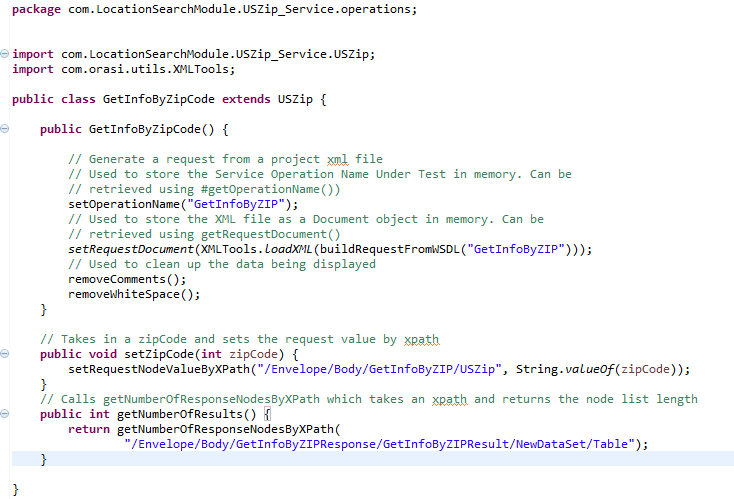 package com.LocationSearchModule.USZip_Service.operations;
import com.LocationSearchModule.USZip_Service.USZip;
import com.orasi.utils.XMLTools;
public class GetInfoByZipCode extends USZip {
public GetInfoByZipCode() {
// Generate a request from a project xml file
// Used to store the Service Operation Name Under Test in memory. Can be
// retrieved using #getOperationName())
setOperationName("GetInfoByZIP");
// Used to store the XML file as a Document object in memory. Can be
// retrieved using getRequestDocument()
setRequestDocument(XMLTools.loadXML(buildRequestFromWSDL("GetInfoByZIP")));
// Used to clean up the data being displayed
removeComments();
removeWhiteSpace();
}
// Takes in a zipCode and sets the request value by xpath
public void setZipCode(int zipCode) {
setRequestNodeValueByXPath("/Envelope/Body/GetInfoByZIP/USZip", String.valueOf(zipCode));
}
// Calls getNumberOfResponseNodesByXPath which takes an xpath and returns the node list length
public int getNumberOfResults() {
return getNumberOfResponseNodesByXPath(
"/Envelope/Body/GetInfoByZIPResponse/GetInfoByZIPResult/NewDataSet/Table");
}
}